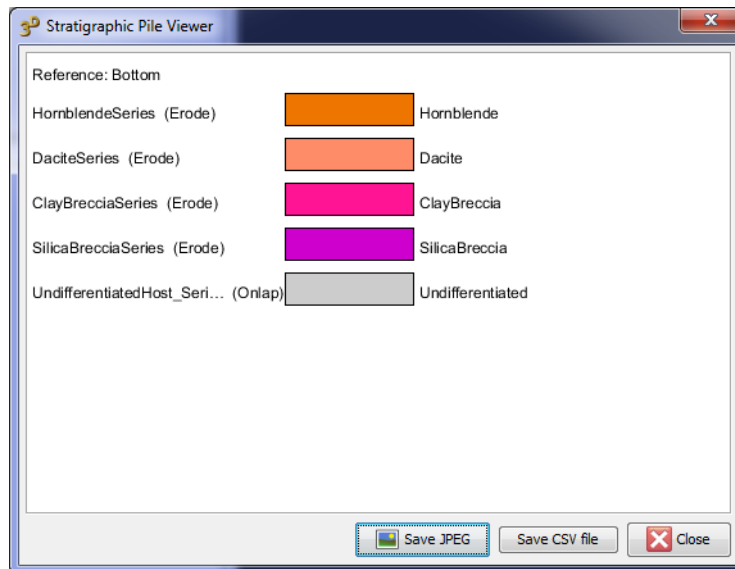 3D Stratigraphic Pile Viewer
Reference: Bottom
HornblendeSeries (Erode) Hornblende
DaciteSeries (Erode) Dacite
ClayBrecciaSeries (Erode) ClayBreccia
SilicaBrecciaSeries (Erode) SilicaBreccia
UndifferentiatedHost_Seri... (Onlap) Undifferentiated
Save JPEG Save CSV file Close